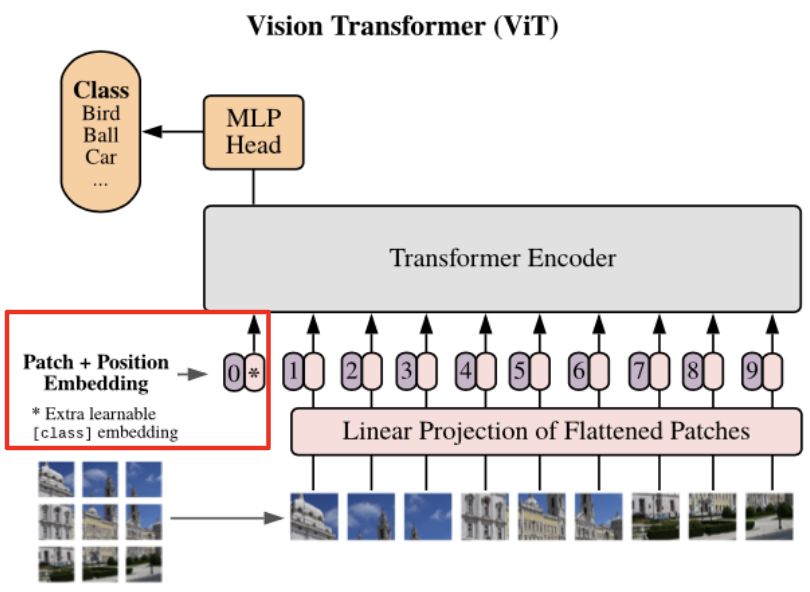 Vision Transformer (ViT)
Class
Bird
Ball
Car
...
MLP
Head
Transformer Encoder
Patch + Position
Embedding
* Extra learnable
[class] embedding
0 * 1 2 3 4 5 6 7 8 9
Linear Projection of Flattened Patches